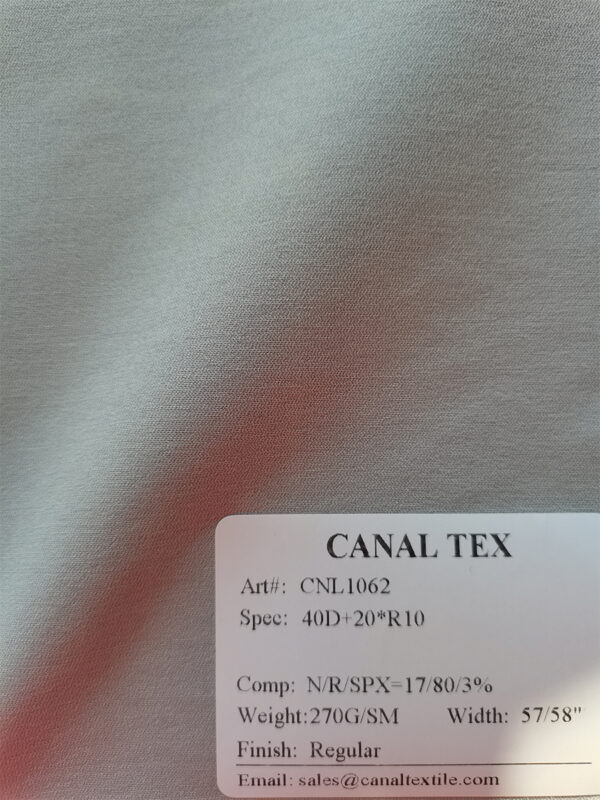 CANAL TEX
Art#: CNL1062
Spec: 40D+20*R10
Comp: N/R/SPX=17/80/3%
Weight:270G/SM Width: 57/58"
Finish: Regular
Email: sales@canaltextile.com